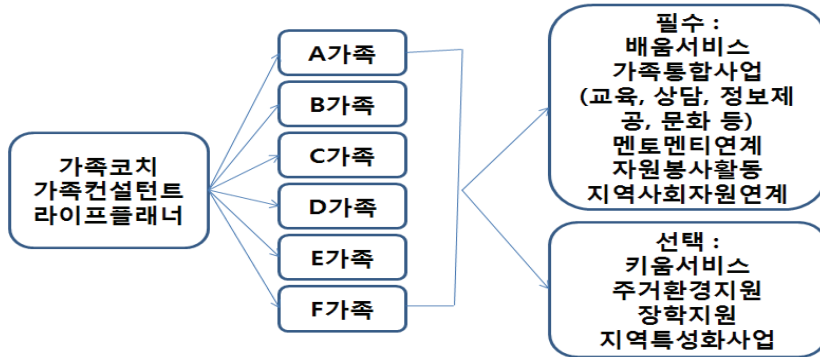 가족코치
가족컨설턴트
라이프플래너
A가족
B가족
C가족
D가족
E가족
F가족
필수 :
배움서비스
가족통합사업
(교육, 상담, 정보제
공, 문화 등)
멘토멘티연계
자원봉사활동
지역사회자원연계
선택 :
키움서비스
주거환경지원
장학지원
지역특성화사업